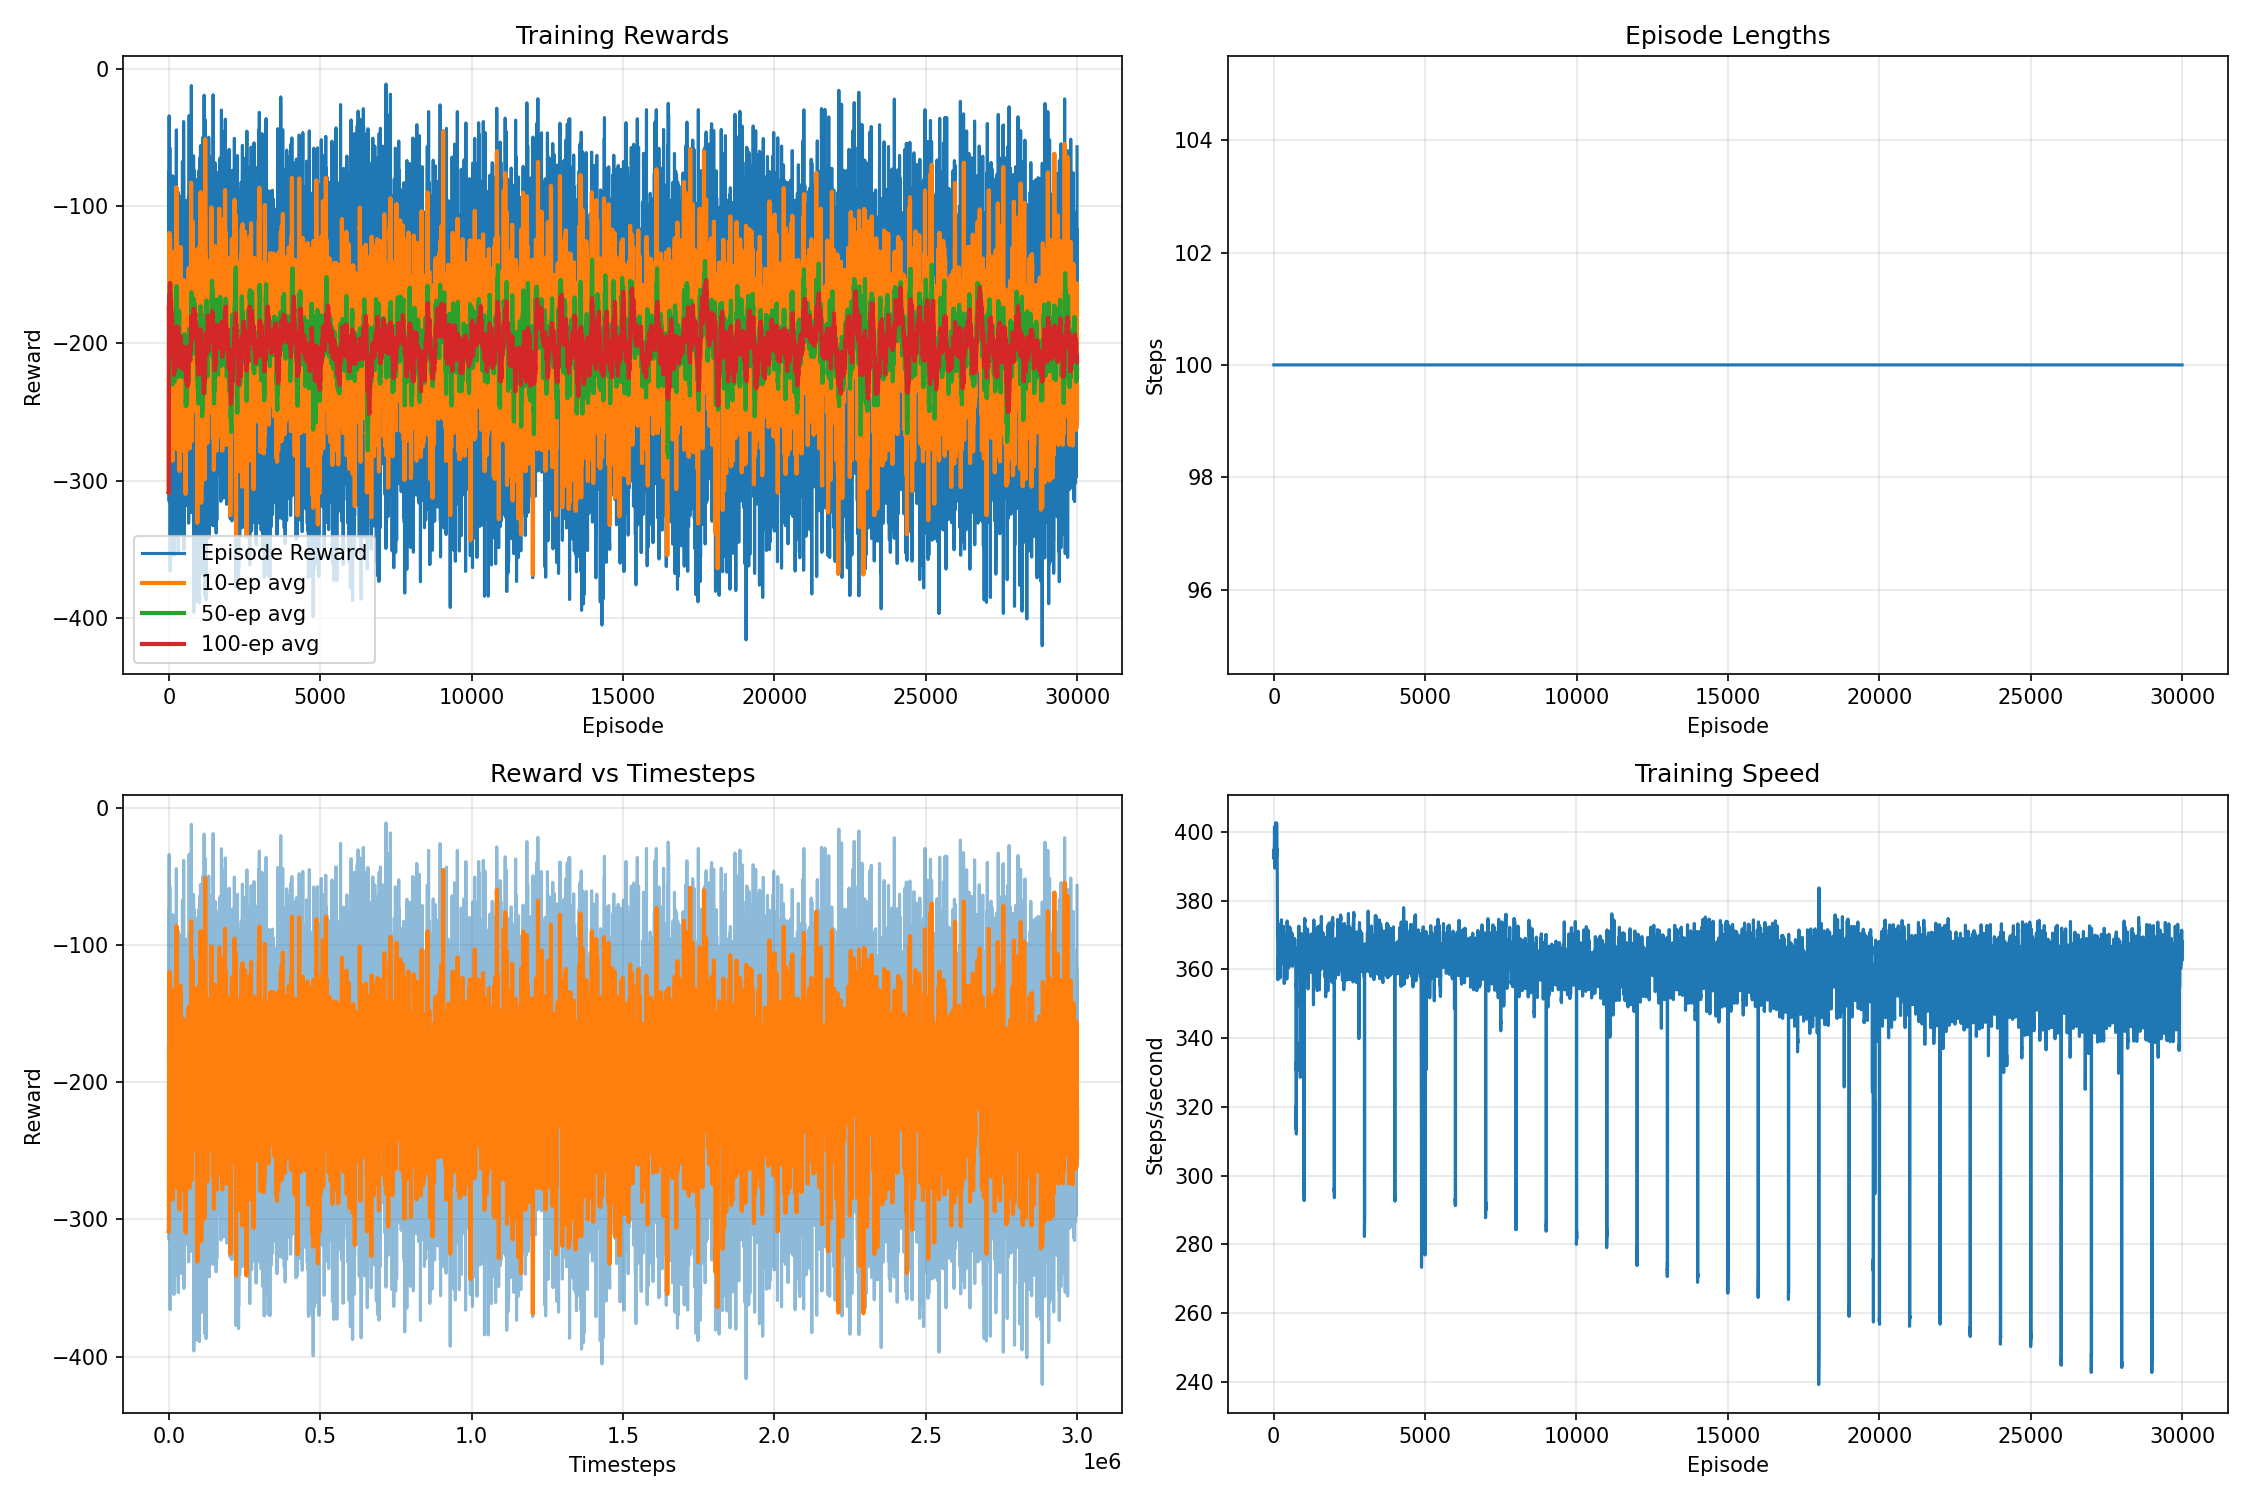 Training Rewards
Reward
0
−100
−200
−300
−400
Episode Reward
10-ep avg
50-ep avg
100-ep avg
0 5000 10000 15000 20000 25000 30000
Episode
Episode Lengths
Steps
104
102
100
98
96
0 5000 10000 15000 20000 25000 30000
Episode
Reward vs Timesteps
Reward
0
−100
−200
−300
−400
0.0 0.5 1.0 1.5 2.0 2.5 3.0
1e6
Timesteps
Training Speed
Steps/second
400
380
360
340
320
300
280
260
240
0 5000 10000 15000 20000 25000 30000
Episode